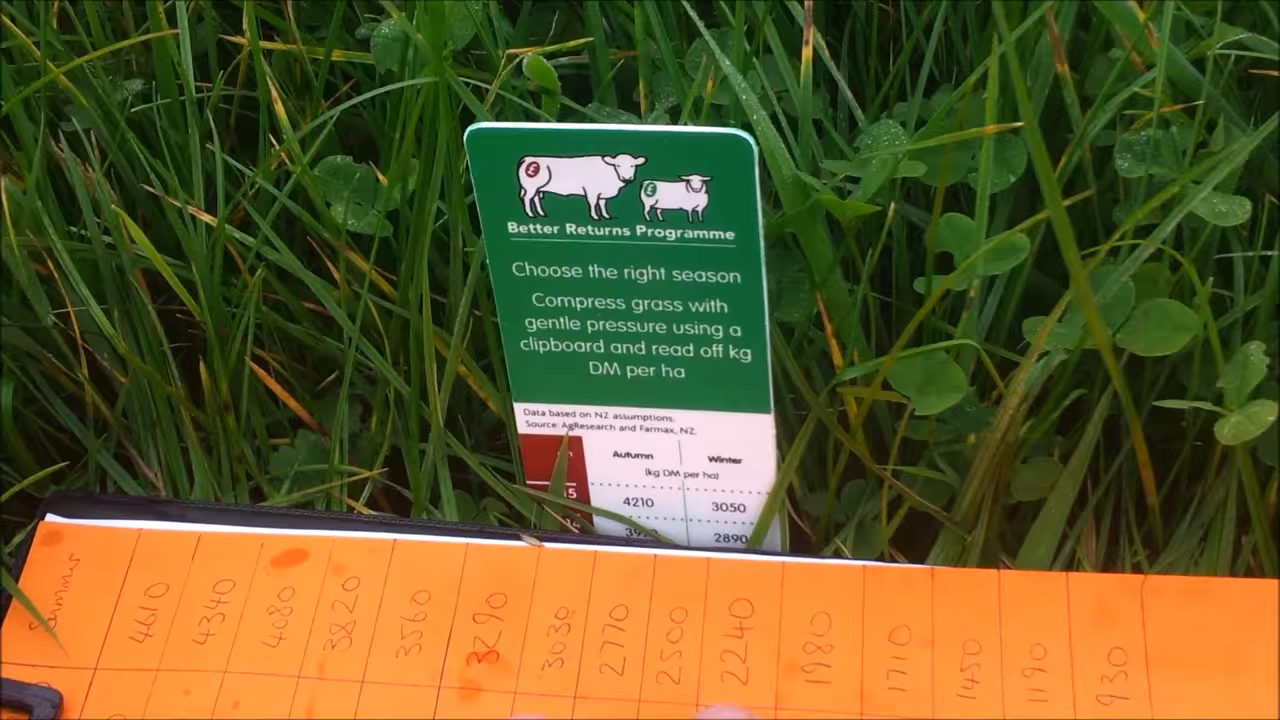 £
£
Better Returns Programme
Choose the right season
Compress grass with
gentle pressure using a
clipboard and read off kg
DM per ha
Data based on NZ assumptions.
Source: AgResearch and Farmax, NZ.
Autumn Winter
(kg DM per ha)
15 4210 3050
14 2890
Summer 4610 4340 4080 3820 3560 3290 3030 2770 2500 2240 1980 1710 1450 1190 930